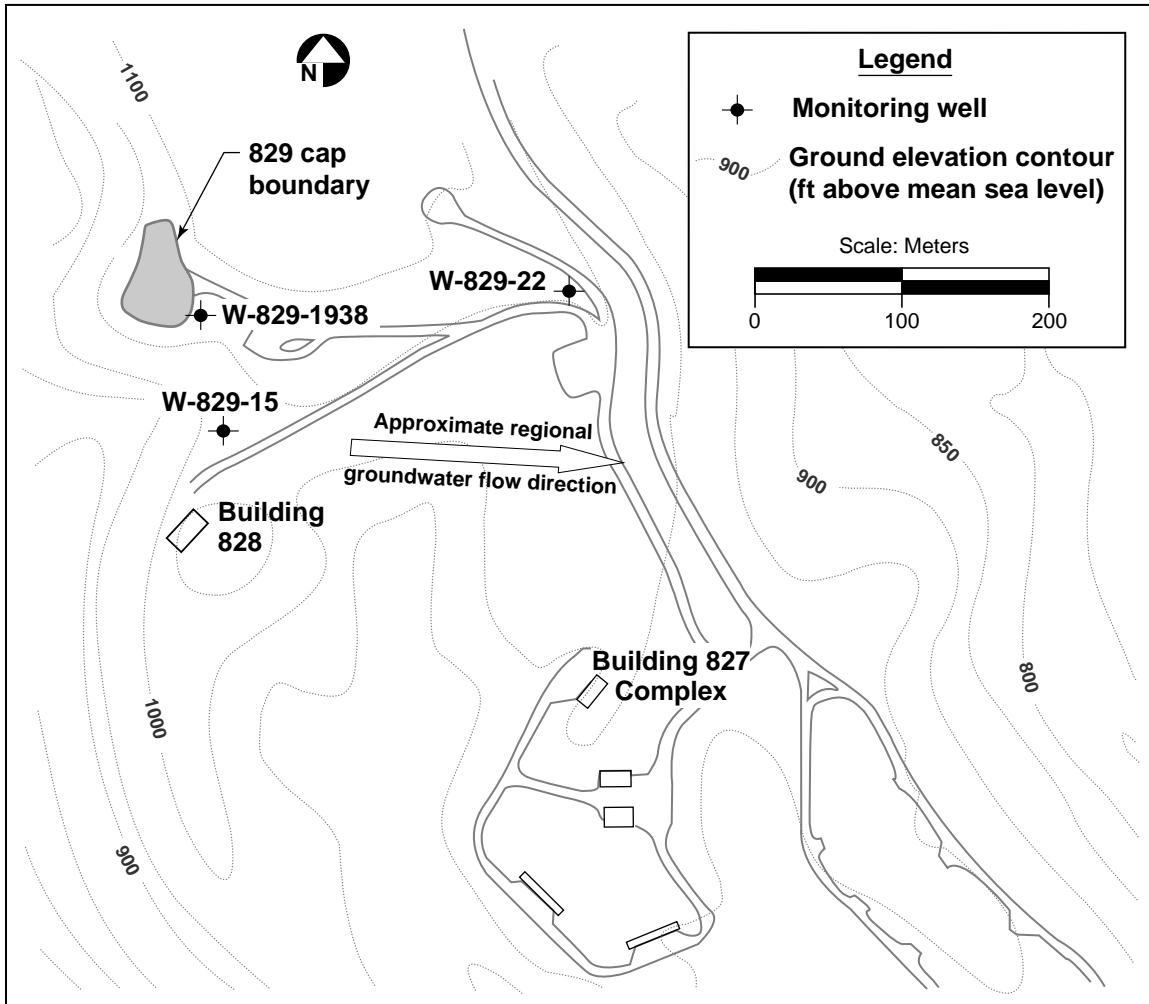 1100
N
829 cap
boundary
Legend
Monitoring well
900
Ground elevation contour
(ft above mean sea level)
Scale: Meters
0 100 200
W-829-22
W-829-1938
W-829-15
Approximate regional
groundwater flow direction
850
900
Building
828
Building 827
Complex
800
1000
900